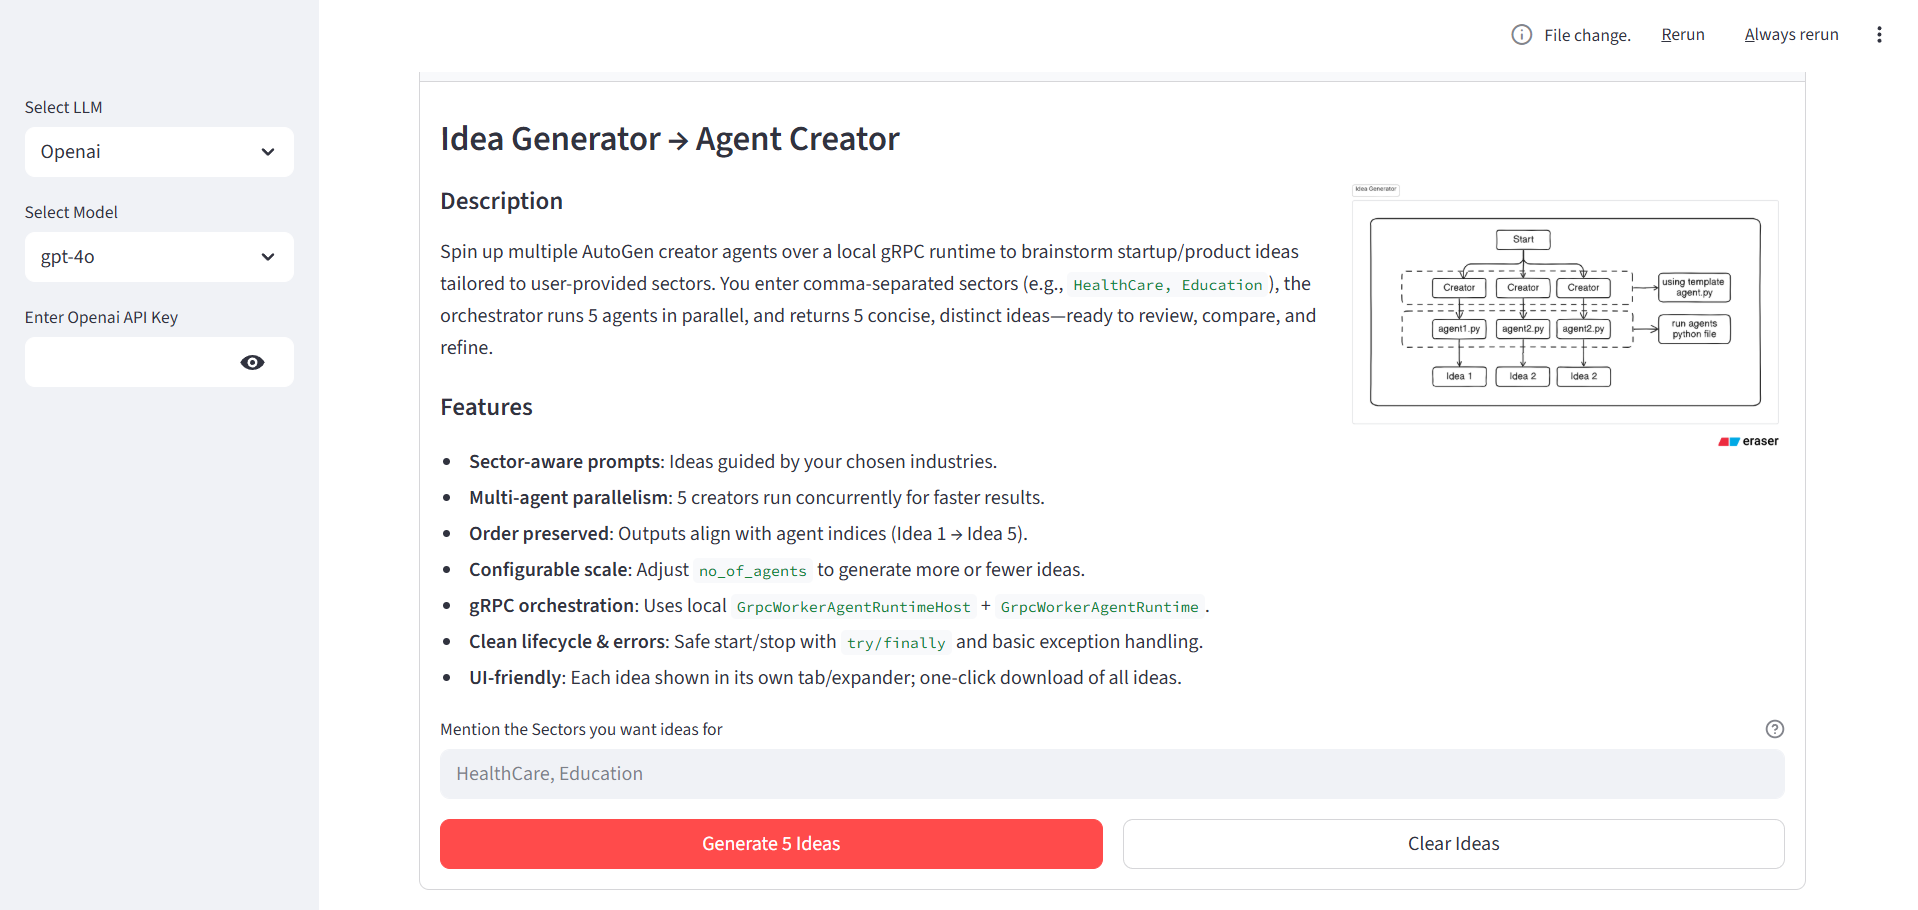 File change. Rerun Always rerun
Select LLM
Openai
Select Model
gpt-4o
Enter Openai API Key
Idea Generator → Agent Creator
Description
Spin up multiple AutoGen creator agents over a local gRPC runtime to brainstorm startup/product ideas
tailored to user-provided sectors. You enter comma-separated sectors (e.g., HealthCare, Education ), the
orchestrator runs 5 agents in parallel, and returns 5 concise, distinct ideas—ready to review, compare, and
refine.
Features
• Sector-aware prompts: Ideas guided by your chosen industries.
• Multi-agent parallelism: 5 creators run concurrently for faster results.
• Order preserved: Outputs align with agent indices (Idea 1 → Idea 5).
• Configurable scale: Adjust no_of_agents to generate more or fewer ideas.
• gRPC orchestration: Uses local GrpcWorkerAgentRuntimeHost + GrpcWorkerAgentRuntime .
• Clean lifecycle & errors: Safe start/stop with try/finally and basic exception handling.
• UI-friendly: Each idea shown in its own tab/expander; one-click download of all ideas.
Idea Generator
Start
Creator Creator Creator
using template
agent.py
agent1.py agent2.py agent2.py
run agents
python file
Idea 1 Idea 2 Idea 2
eraser
Mention the Sectors you want ideas for
HealthCare, Education
Generate 5 Ideas
Clear Ideas